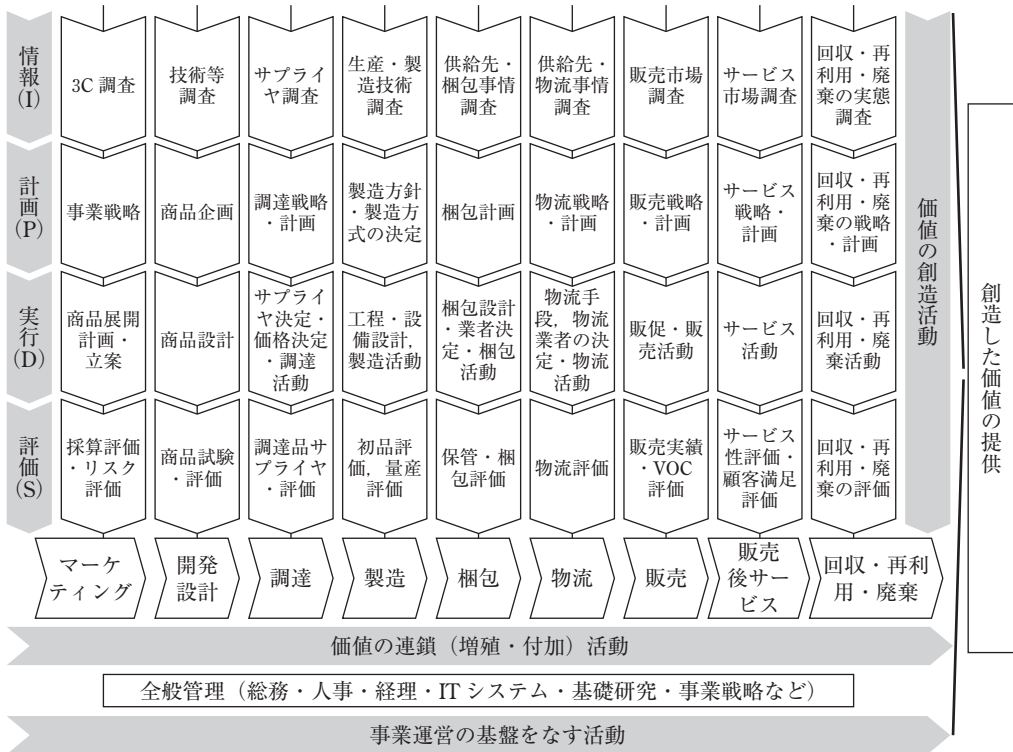 情報(I)
3C 調査
技術等
調査
サプライ
ヤ調査
生産・製
造技術
調査
供給先・
梱包事情
調査
供給先・
物流事情
調査
販売市場
調査
サービス
市場調査
回収・再
利用・廃
棄の実態
調査
計画(P)
事業戦略
商品企画
調達戦略
・計画
製造方針
・製造方
式の決定
梱包計画
物流戦略
・計画
販売戦略
・計画
サービス
戦略・
計画
回収・再
利用・廃
棄の戦略
・計画
実行(D)
商品展開
計画・
立案
商品設計
サプライ
ヤ決定・
価格決定
・調達
活動
工程・設
備設計,
製造活動
梱包設計
・業者決
定・梱包
活動
物流手
段,物流
業者の決
定・物流
活動
販促・販
売活動
サービス
活動
回収・再
利用・廃
棄活動
評価(S)
採算評価
・リスク
評価
商品試験
・評価
調達品サ
プライヤ
・評価
初品評
価,量産
評価
保管・梱
包評価
物流評価
販売実績
・VOC
評価
サービス
性評価・
顧客満足
評価
回収・再
利用・廃
棄の評価
価値の創造活動
創造した価値の提供
マーケ
ティング
開発
設計
調達
製造
梱包
物流
販売
販売
後サー
ビス
回収・再利
用・廃棄
価値の連鎖(増殖・付加)活動
全般管理(総務・人事・経理・IT システム・基礎研究・事業戦略など)
事業運営の基盤をなす活動